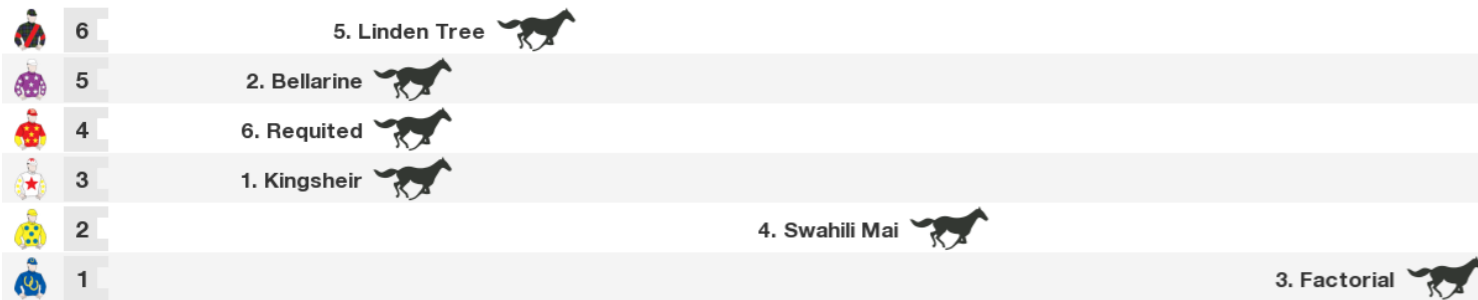 6 5. Linden Tree
5 2. Bellarine
4 6. Requited
3 1. Kingsheir
2 4. Swahili Mai
1 3. Factorial